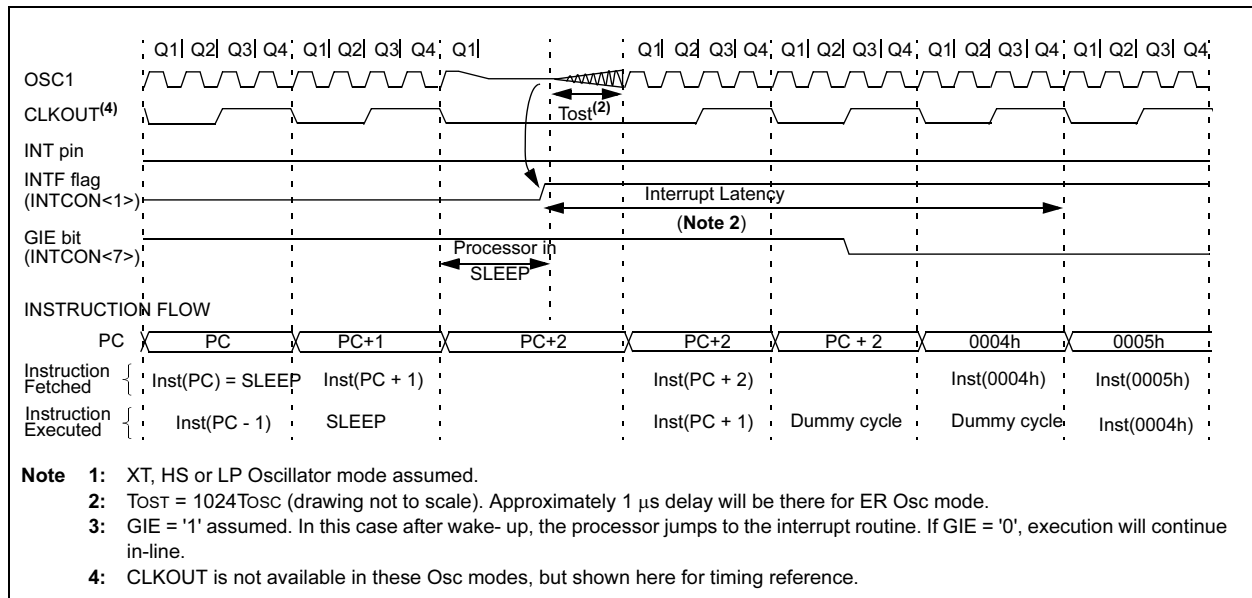 Q1| Q2| Q3| Q4| Q1| Q2| Q3| Q4| Q1| Q1| Q2| Q3| Q4| Q1| Q2| Q3| Q4| Q1| Q2| Q3| Q4| Q1| Q2| Q3| Q4|
OSC1
CLKOUT(4)
Tost(2)
INT pin
INTF flag
(INTCON<1>)
Interrupt Latency
(Note 2)
GIE bit
(INTCON<7>)
Processor in
SLEEP
INSTRUCTION FLOW
PC PC PC+1 PC+2 PC+2 PC + 2 0004h 0005h
Instruction
Fetched { Inst(PC) = SLEEP Inst(PC + 1) Inst(PC + 2) Inst(0004h) Inst(0005h)
Instruction
Executed { Inst(PC - 1) SLEEP Inst(PC + 1) Dummy cycle Dummy cycle Inst(0004h)
Note 1: XT, HS or LP Oscillator mode assumed.
2: TOST = 1024TOSC (drawing not to scale). Approximately 1 μs delay will be there for ER Osc mode.
3: GIE = '1' assumed. In this case after wake- up, the processor jumps to the interrupt routine. If GIE = '0', execution will continue
in-line.
4: CLKOUT is not available in these Osc modes, but shown here for timing reference.